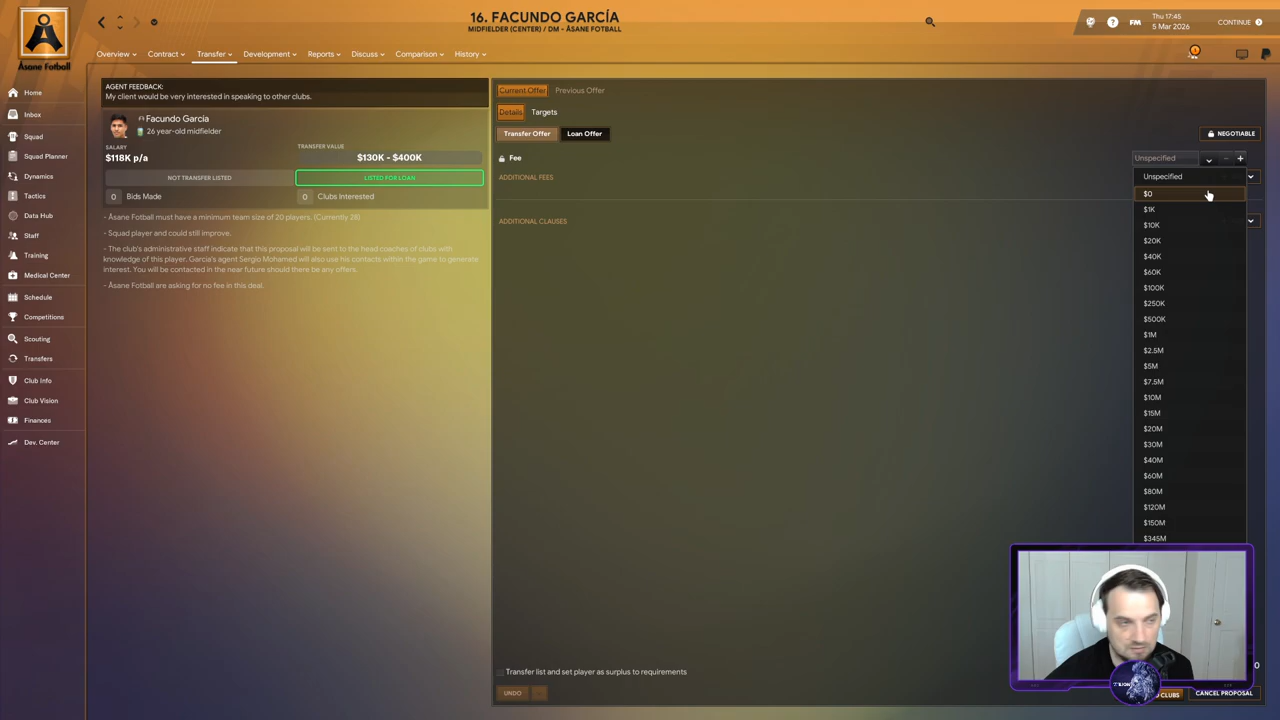 16. FACUNDO GARCÍA
MIDFIELDER (CENTER) / DM - ÅSANE FOTBALL
FM
Thu 17:45
5 Mar 2026
CONTINUE
Åsane Fotball
Overview
Contract
Transfer
Development
Reports
Discuss
Comparison
History
Home
Inbox
Squad
Squad Planner
Dynamics
Tactics
Data Hub
Staff
Training
Medical Center
Schedule
Competitions
Scouting
Transfers
Club Info
Club Vision
Finances
Dev. Center
AGENT FEEDBACK:
My client would be very interested in speaking to other clubs.
Facundo García
26 year-old midfielder
SALARY
$118K p/a
TRANSFER VALUE
$130K - $400K
NOT TRANSFER LISTED
LISTED FOR LOAN
0 Bids Made
0 Clubs Interested
- Åsane Fotball must have a minimum team size of 20 players. (Currently 28)
- Squad player and could still improve.
- The club's administrative staff indicate that this proposal will be sent to the head coaches of clubs with
knowledge of this player. García's agent Sergio Mohamed will also use his contacts within the game to generate
interest. You will be contacted in the near future should there be any offers.
- Åsane Fotball are asking for no fee in this deal.
Current Offer
Previous Offer
Details
Targets
Transfer Offer
Loan Offer
NEGOTIABLE
Fee
Unspecified
ADDITIONAL FEES
ADDITIONAL CLAUSES
Unspecified
$0
$1K
$10K
$20K
$40K
$60K
$100K
$250K
$500K
$1M
$2.5M
$5M
$7.5M
$10M
$15M
$20M
$30M
$40M
$60M
$80M
$120M
$150M
$345M
Transfer list and set player as surplus to requirements
UNDO
CLUBS
CANCEL PROPOSAL